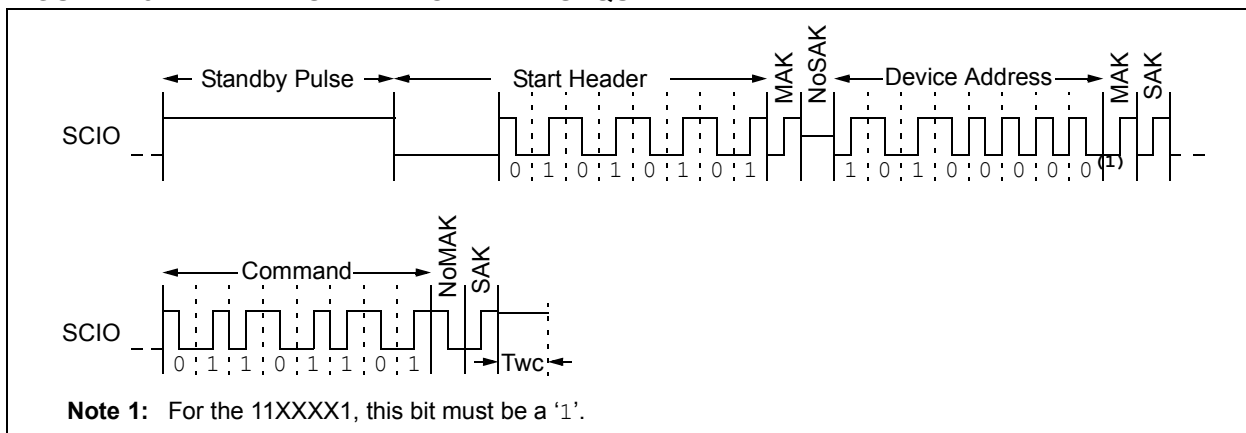 Standby Pulse Start Header MAK NoSAK Device Address MAK SAK
SCIO
0 1 0 1 0 1 0 1 1 0 1 0 0 0 0 0(1)
Command NoMAK SAK
SCIO
0 1 1 0 1 1 0 1 Twc
Note 1: For the 11XXXX1, this bit must be a ‘1’.